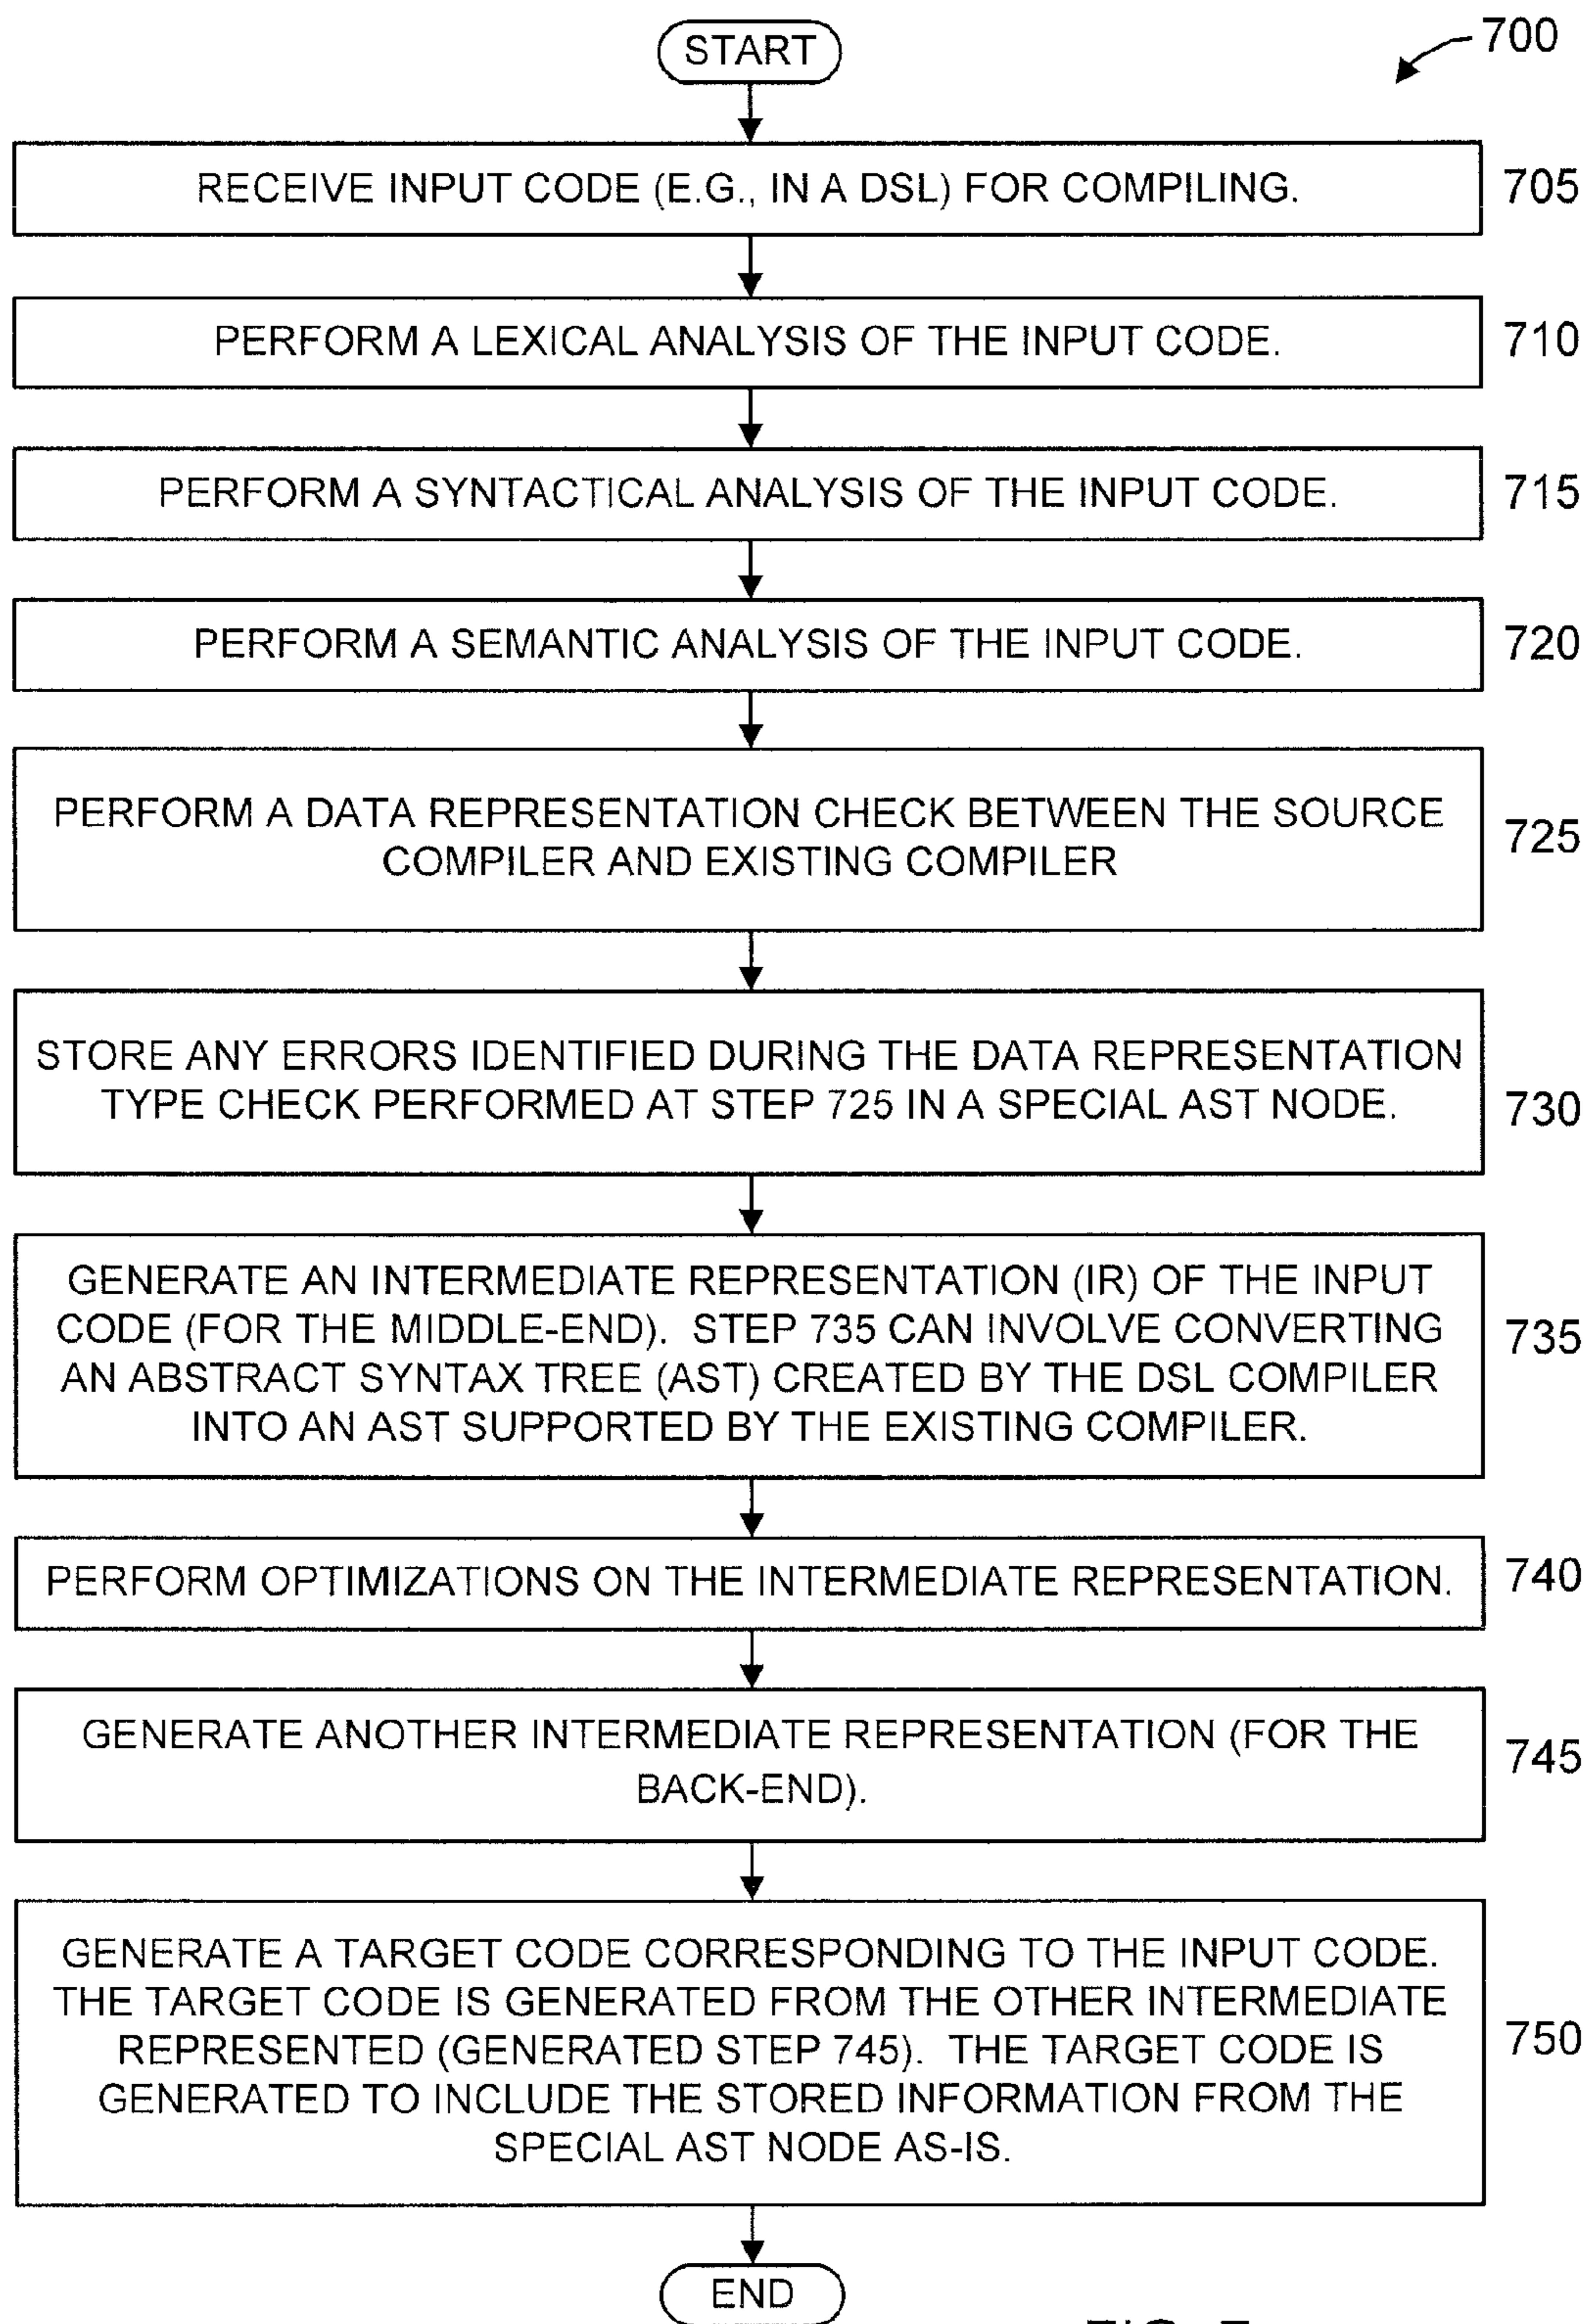 START
700
RECEIVE INPUT CODE (E.G., IN A DSL) FOR COMPILING.
705
PERFORM A LEXICAL ANALYSIS OF THE INPUT CODE.
710
PERFORM A SYNTACTICAL ANALYSIS OF THE INPUT CODE.
715
PERFORM A SEMANTIC ANALYSIS OF THE INPUT CODE.
720
PERFORM A DATA REPRESENTATION CHECK BETWEEN THE SOURCE
COMPILER AND EXISTING COMPILER
725
STORE ANY ERRORS IDENTIFIED DURING THE DATA REPRESENTATION
TYPE CHECK PERFORMED AT STEP 725 IN A SPECIAL AST NODE.
730
GENERATE AN INTERMEDIATE REPRESENTATION (IR) OF THE INPUT
CODE (FOR THE MIDDLE-END). STEP 735 CAN INVOLVE CONVERTING
AN ABSTRACT SYNTAX TREE (AST) CREATED BY THE DSL COMPILER
INTO AN AST SUPPORTED BY THE EXISTING COMPILER.
735
PERFORM OPTIMIZATIONS ON THE INTERMEDIATE REPRESENTATION.
740
GENERATE ANOTHER INTERMEDIATE REPRESENTATION (FOR THE
BACK-END).
745
GENERATE A TARGET CODE CORRESPONDING TO THE INPUT CODE.
THE TARGET CODE IS GENERATED FROM THE OTHER INTERMEDIATE
REPRESENTED (GENERATED STEP 745). THE TARGET CODE IS
GENERATED TO INCLUDE THE STORED INFORMATION FROM THE
SPECIAL AST NODE AS-IS.
750
END